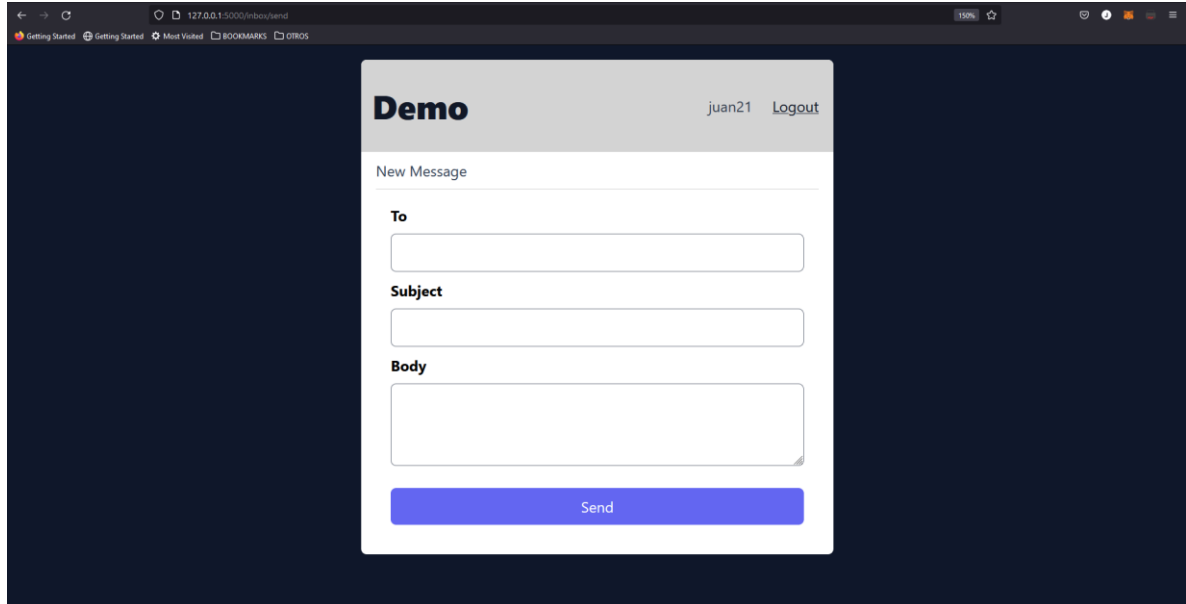 127.0.0.1:5000/inbox/send 150%
Getting Started Getting Started Most Visited BOOKMARKS OTROS
Demo juan21 Logout
New Message
To
Subject
Body
Send